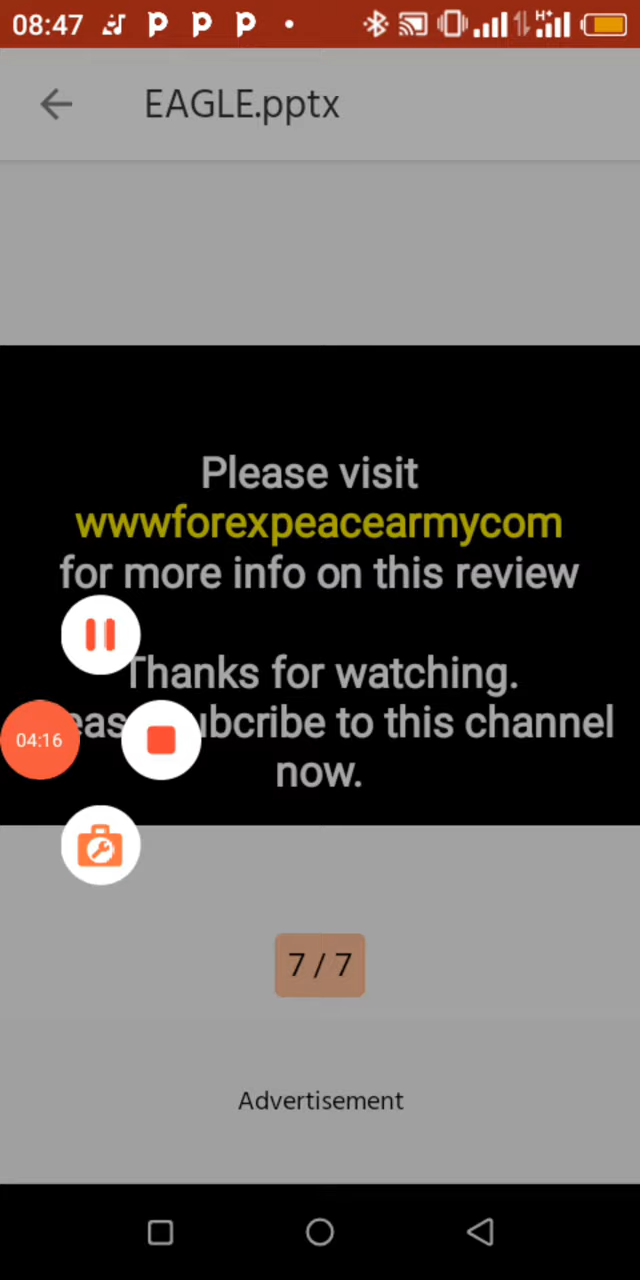 08:47
EAGLE.pptx
Please visit
wwwforexpeacearmycom
for more info on this review
Thanks for watching.
to this channel
now.
04:16
7 / 7
Advertisement